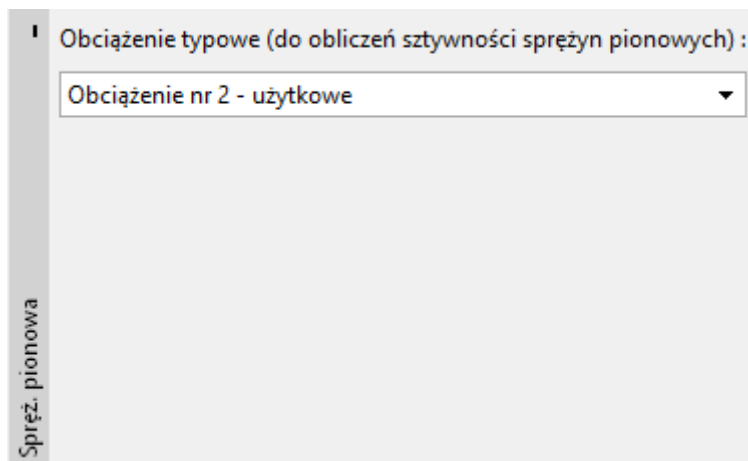 Obciążenie typowe (do obliczeń sztywności sprężyn pionowych) :
Obciążenie nr 2 - użytkowe
Spręż. pionowa